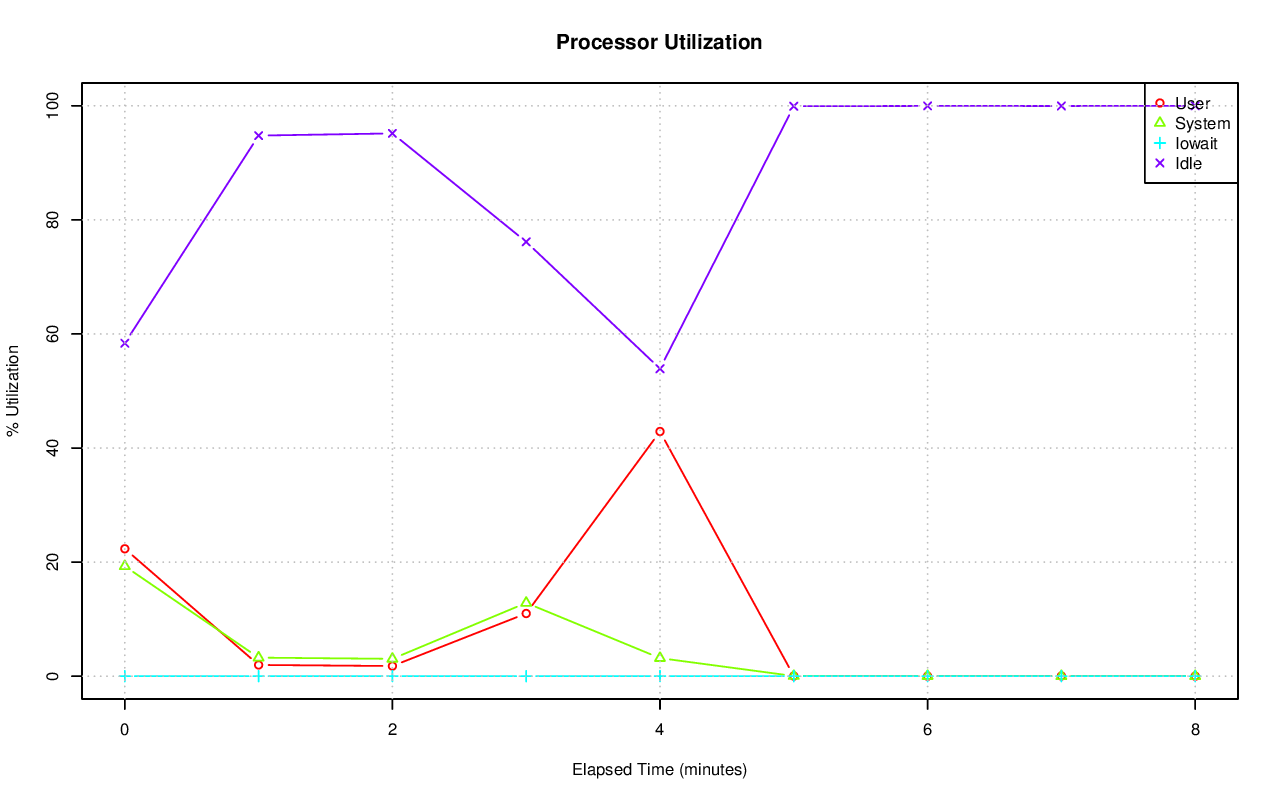 Processor Utilization
User
System
Iowait
Idle
100
80
60
40
20
0
% Utilization
0 2 4 6 8
Elapsed Time (minutes)